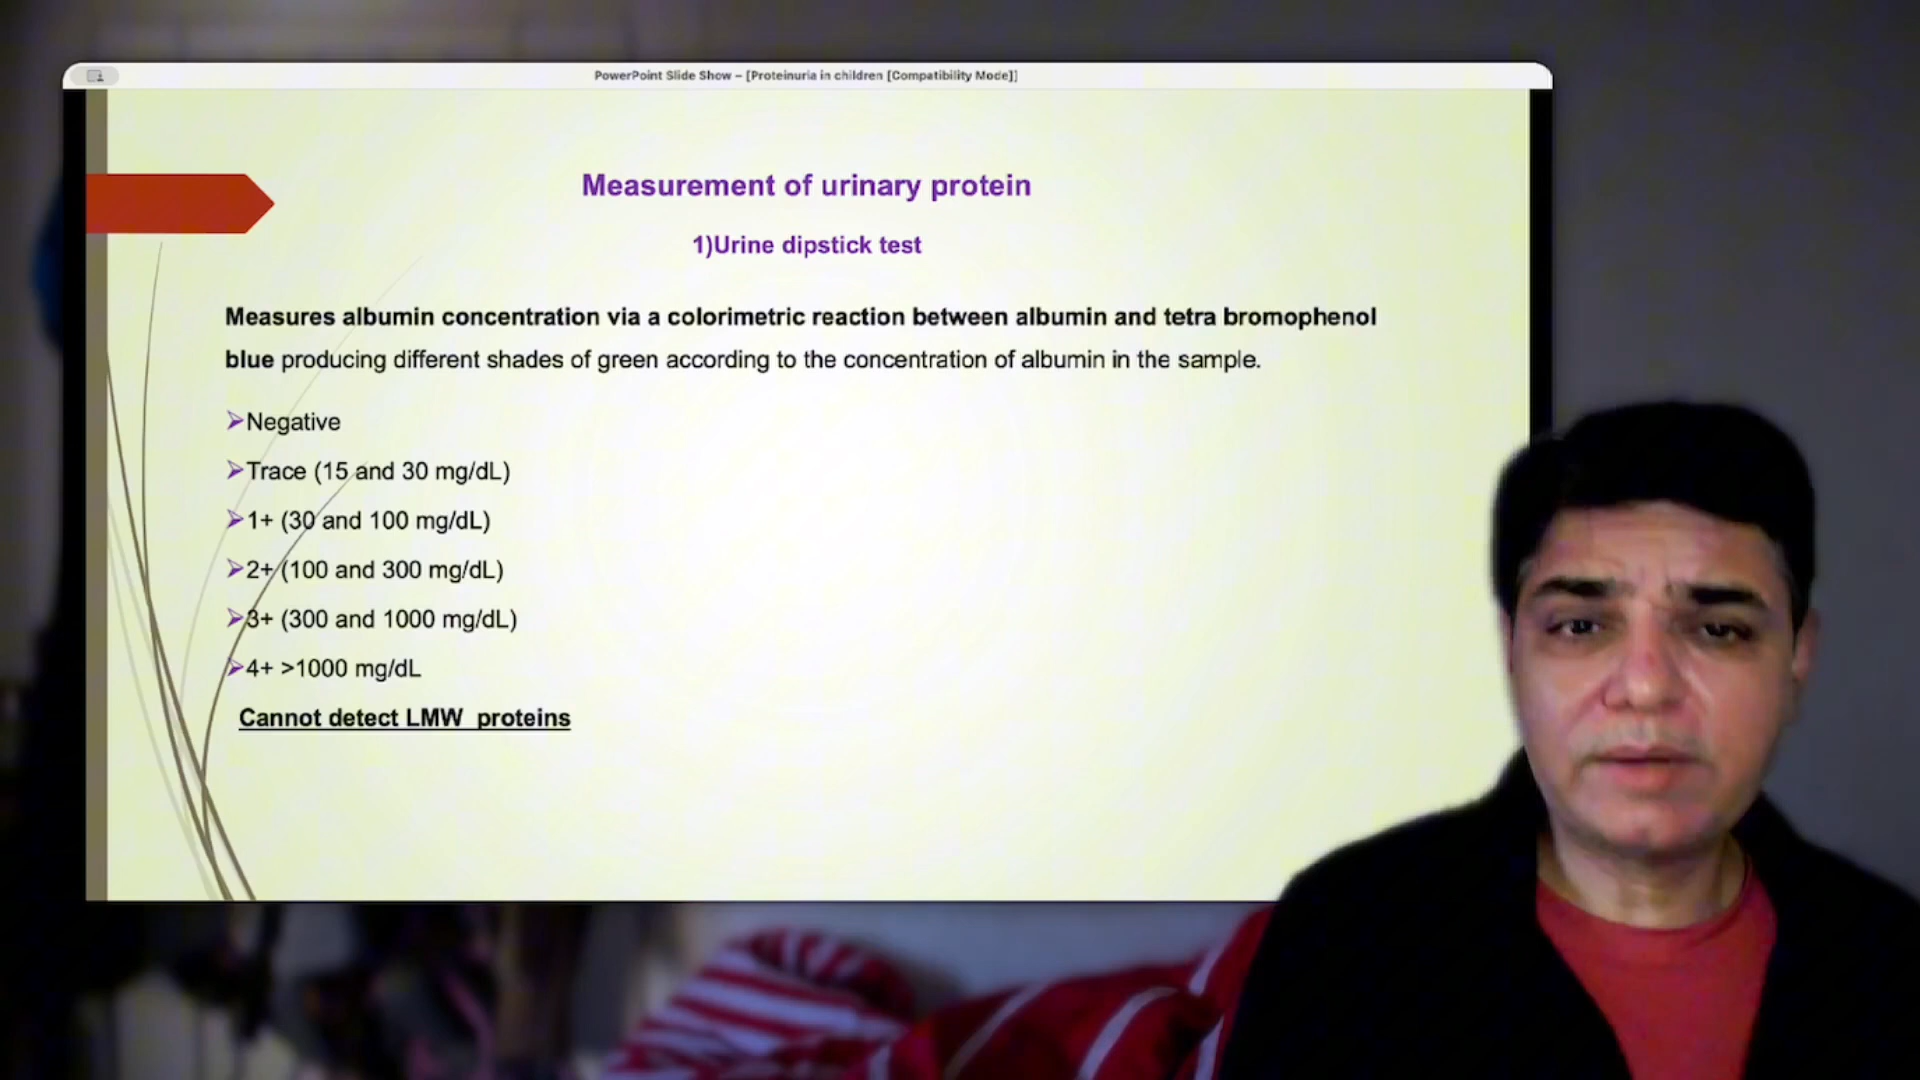 PowerPoint Slide Show – [Proteinuria in children [Compatibility Mode]]
Measurement of urinary protein
1)Urine dipstick test
Measures albumin concentration via a colorimetric reaction between albumin and tetra bromophenol
blue producing different shades of green according to the concentration of albumin in the sample.
Negative
Trace (15 and 30 mg/dL)
1+ (30 and 100 mg/dL)
2+ (100 and 300 mg/dL)
3+ (300 and 1000 mg/dL)
4+ >1000 mg/dL
Cannot detect LMW proteins